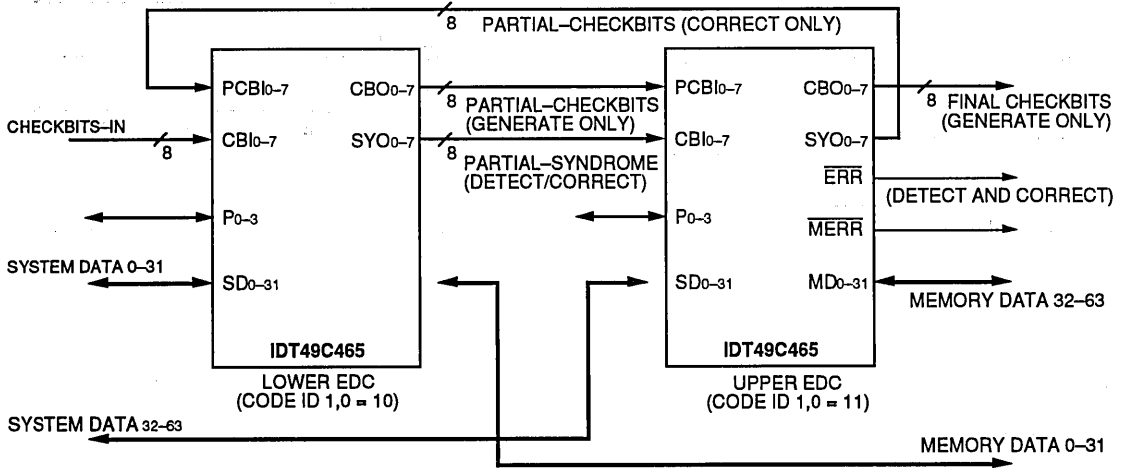 8 PARTIAL–CHECKBITS (CORRECT ONLY)
PCBI0–7
CBO0–7
8 PARTIAL–CHECKBITS
(GENERATE ONLY)
PCBI0–7
CBO0–7
8 FINAL CHECKBITS
(GENERATE ONLY)
CHECKBITS–IN
8
CBI0–7
SYO0–7
8 PARTIAL–SYNDROME
(DETECT/CORRECT)
CBI0–7
SYO0–7
ERR
(DETECT AND CORRECT)
P0–3
P0–3
MERR
SYSTEM DATA 0–31
SD0–31
SD0–31
MD0–31
MEMORY DATA 32–63
IDT49C465
IDT49C465
LOWER EDC
(CODE ID 1,0 = 10)
UPPER EDC
(CODE ID 1,0 = 11)
SYSTEM DATA 32–63
MEMORY DATA 0–31